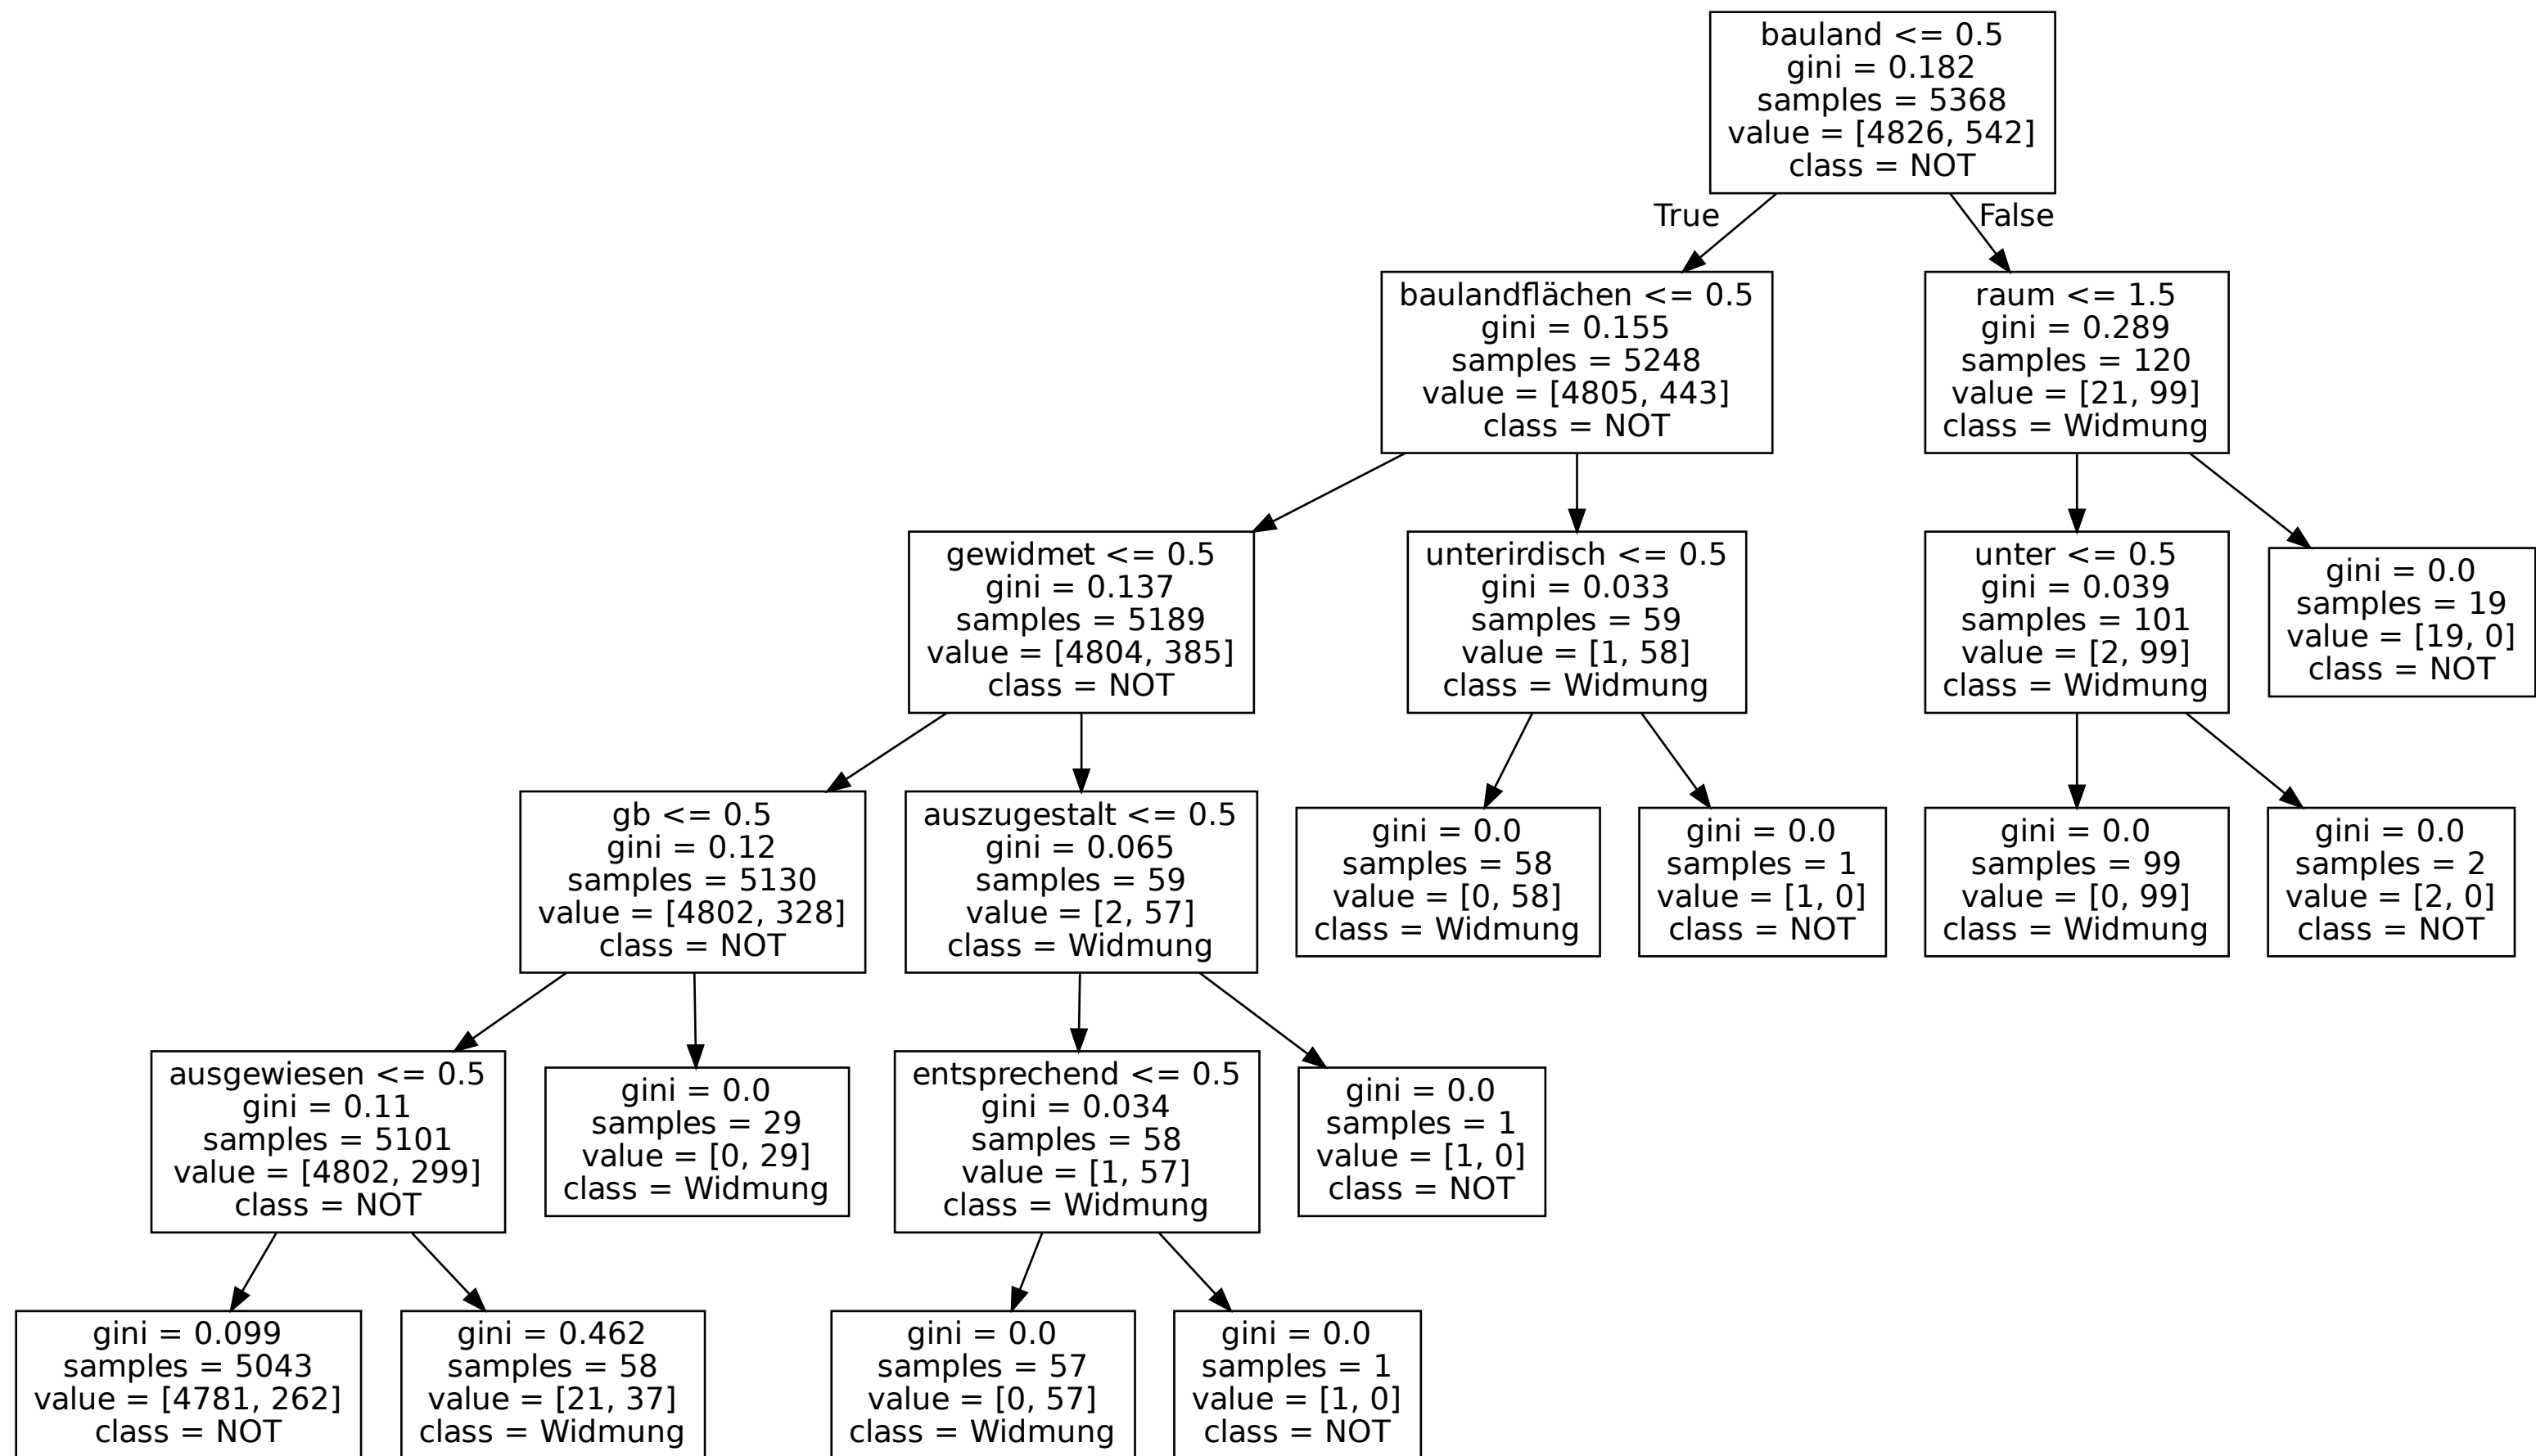 bauland <= 0.5
gini = 0.182
samples = 5368
value = [4826, 542]
class = NOT
True
False
baulandflächen <= 0.5
gini = 0.155
samples = 5248
value = [4805, 443]
class = NOT
raum <= 1.5
gini = 0.289
samples = 120
value = [21, 99]
class = Widmung
gewidmet <= 0.5
gini = 0.137
samples = 5189
value = [4804, 385]
class = NOT
unterirdisch <= 0.5
gini = 0.033
samples = 59
value = [1, 58]
class = Widmung
unter <= 0.5
gini = 0.039
samples = 101
value = [2, 99]
class = Widmung
gini = 0.0
samples = 19
value = [19, 0]
class = NOT
gb <= 0.5
gini = 0.12
samples = 5130
value = [4802, 328]
class = NOT
auszugestalt <= 0.5
gini = 0.065
samples = 59
value = [2, 57]
class = Widmung
gini = 0.0
samples = 58
value = [0, 58]
class = Widmung
gini = 0.0
samples = 1
value = [1, 0]
class = NOT
gini = 0.0
samples = 99
value = [0, 99]
class = Widmung
gini = 0.0
samples = 2
value = [2, 0]
class = NOT
ausgewiesen <= 0.5
gini = 0.11
samples = 5101
value = [4802, 299]
class = NOT
gini = 0.0
samples = 29
value = [0, 29]
class = Widmung
entsprechend <= 0.5
gini = 0.034
samples = 58
value = [1, 57]
class = Widmung
gini = 0.0
samples = 1
value = [1, 0]
class = NOT
gini = 0.099
samples = 5043
value = [4781, 262]
class = NOT
gini = 0.462
samples = 58
value = [21, 37]
class = Widmung
gini = 0.0
samples = 57
value = [0, 57]
class = Widmung
gini = 0.0
samples = 1
value = [1, 0]
class = NOT